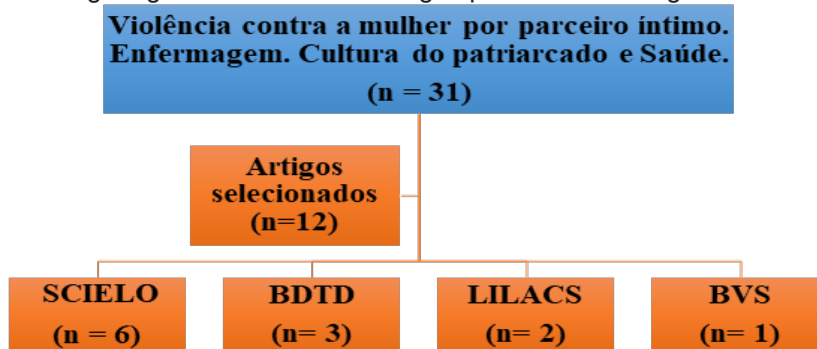 Violência contra a mulher por parceiro íntimo.
Enfermagem. Cultura do patriarcado e Saúde.
(n = 31)
Artigos
selecionados
(n=12)
SCIELO
(n = 6)
BDTD
(n= 3)
LILACS
(n= 2)
BVS
(n= 1)